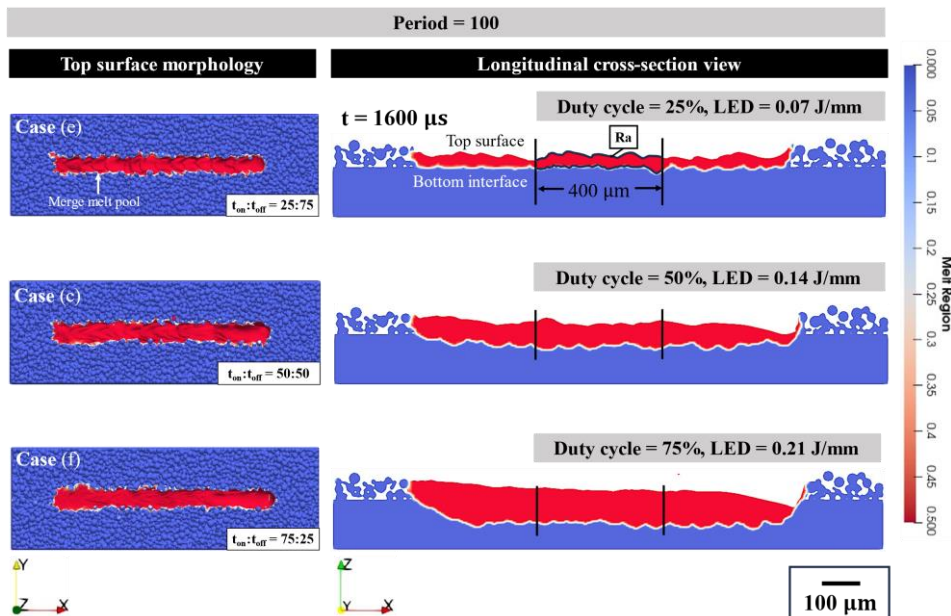 Period = 100
Top surface morphology
Longitudinal cross-section view
Case (e)
Merge melt pool
tₒₙ:tₒff = 25:75
t = 1600 μs
Duty cycle = 25%, LED = 0.07 J/mm
Top surface
Ra
Bottom interface
400 μm
Case (c)
tₒₙ:tₒff = 50:50
Duty cycle = 50%, LED = 0.14 J/mm
Case (f)
tₒₙ:tₒff = 75:25
Duty cycle = 75%, LED = 0.21 J/mm
Y
Z
X
Z
Y
X
100 μm
0.000
0.05
0.1
0.15
0.2
0.25
0.3
0.35
0.4
0.45
0.500
Melt Region